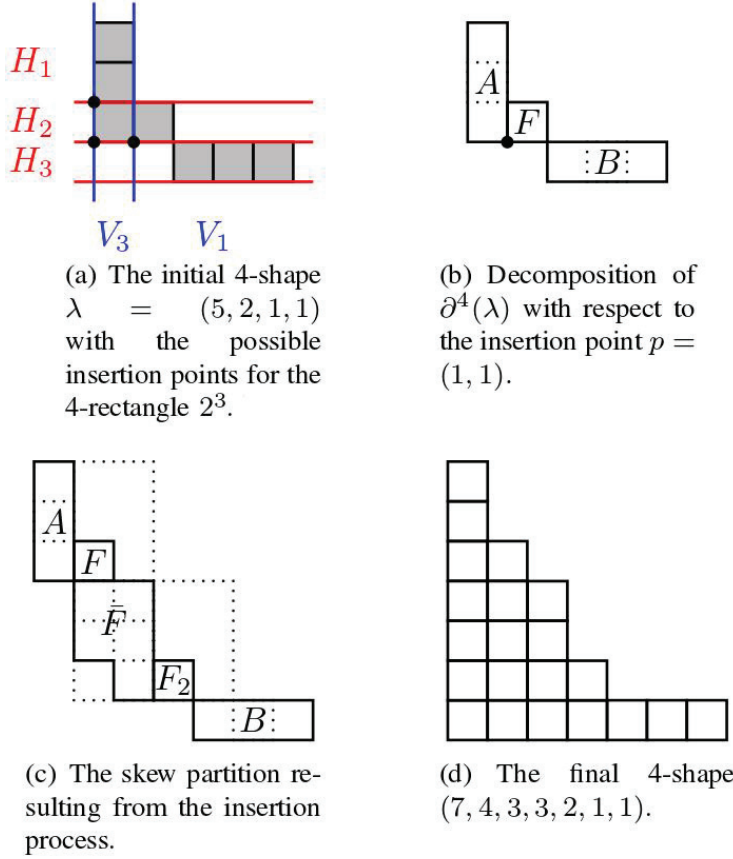 H₁
H₂
H₃
V₃ V₁
(a) The initial 4-shape
λ = (5, 2, 1, 1)
with the possible
insertion points for the
4-rectangle 2³.
A
F
B
(b) Decomposition of
∂⁴(λ) with respect to
the insertion point p =
(1, 1).
A
F
F̄
F₂
B
(c) The skew partition re-
sulting from the insertion
process.
(d) The final 4-shape
(7, 4, 3, 3, 2, 1, 1).